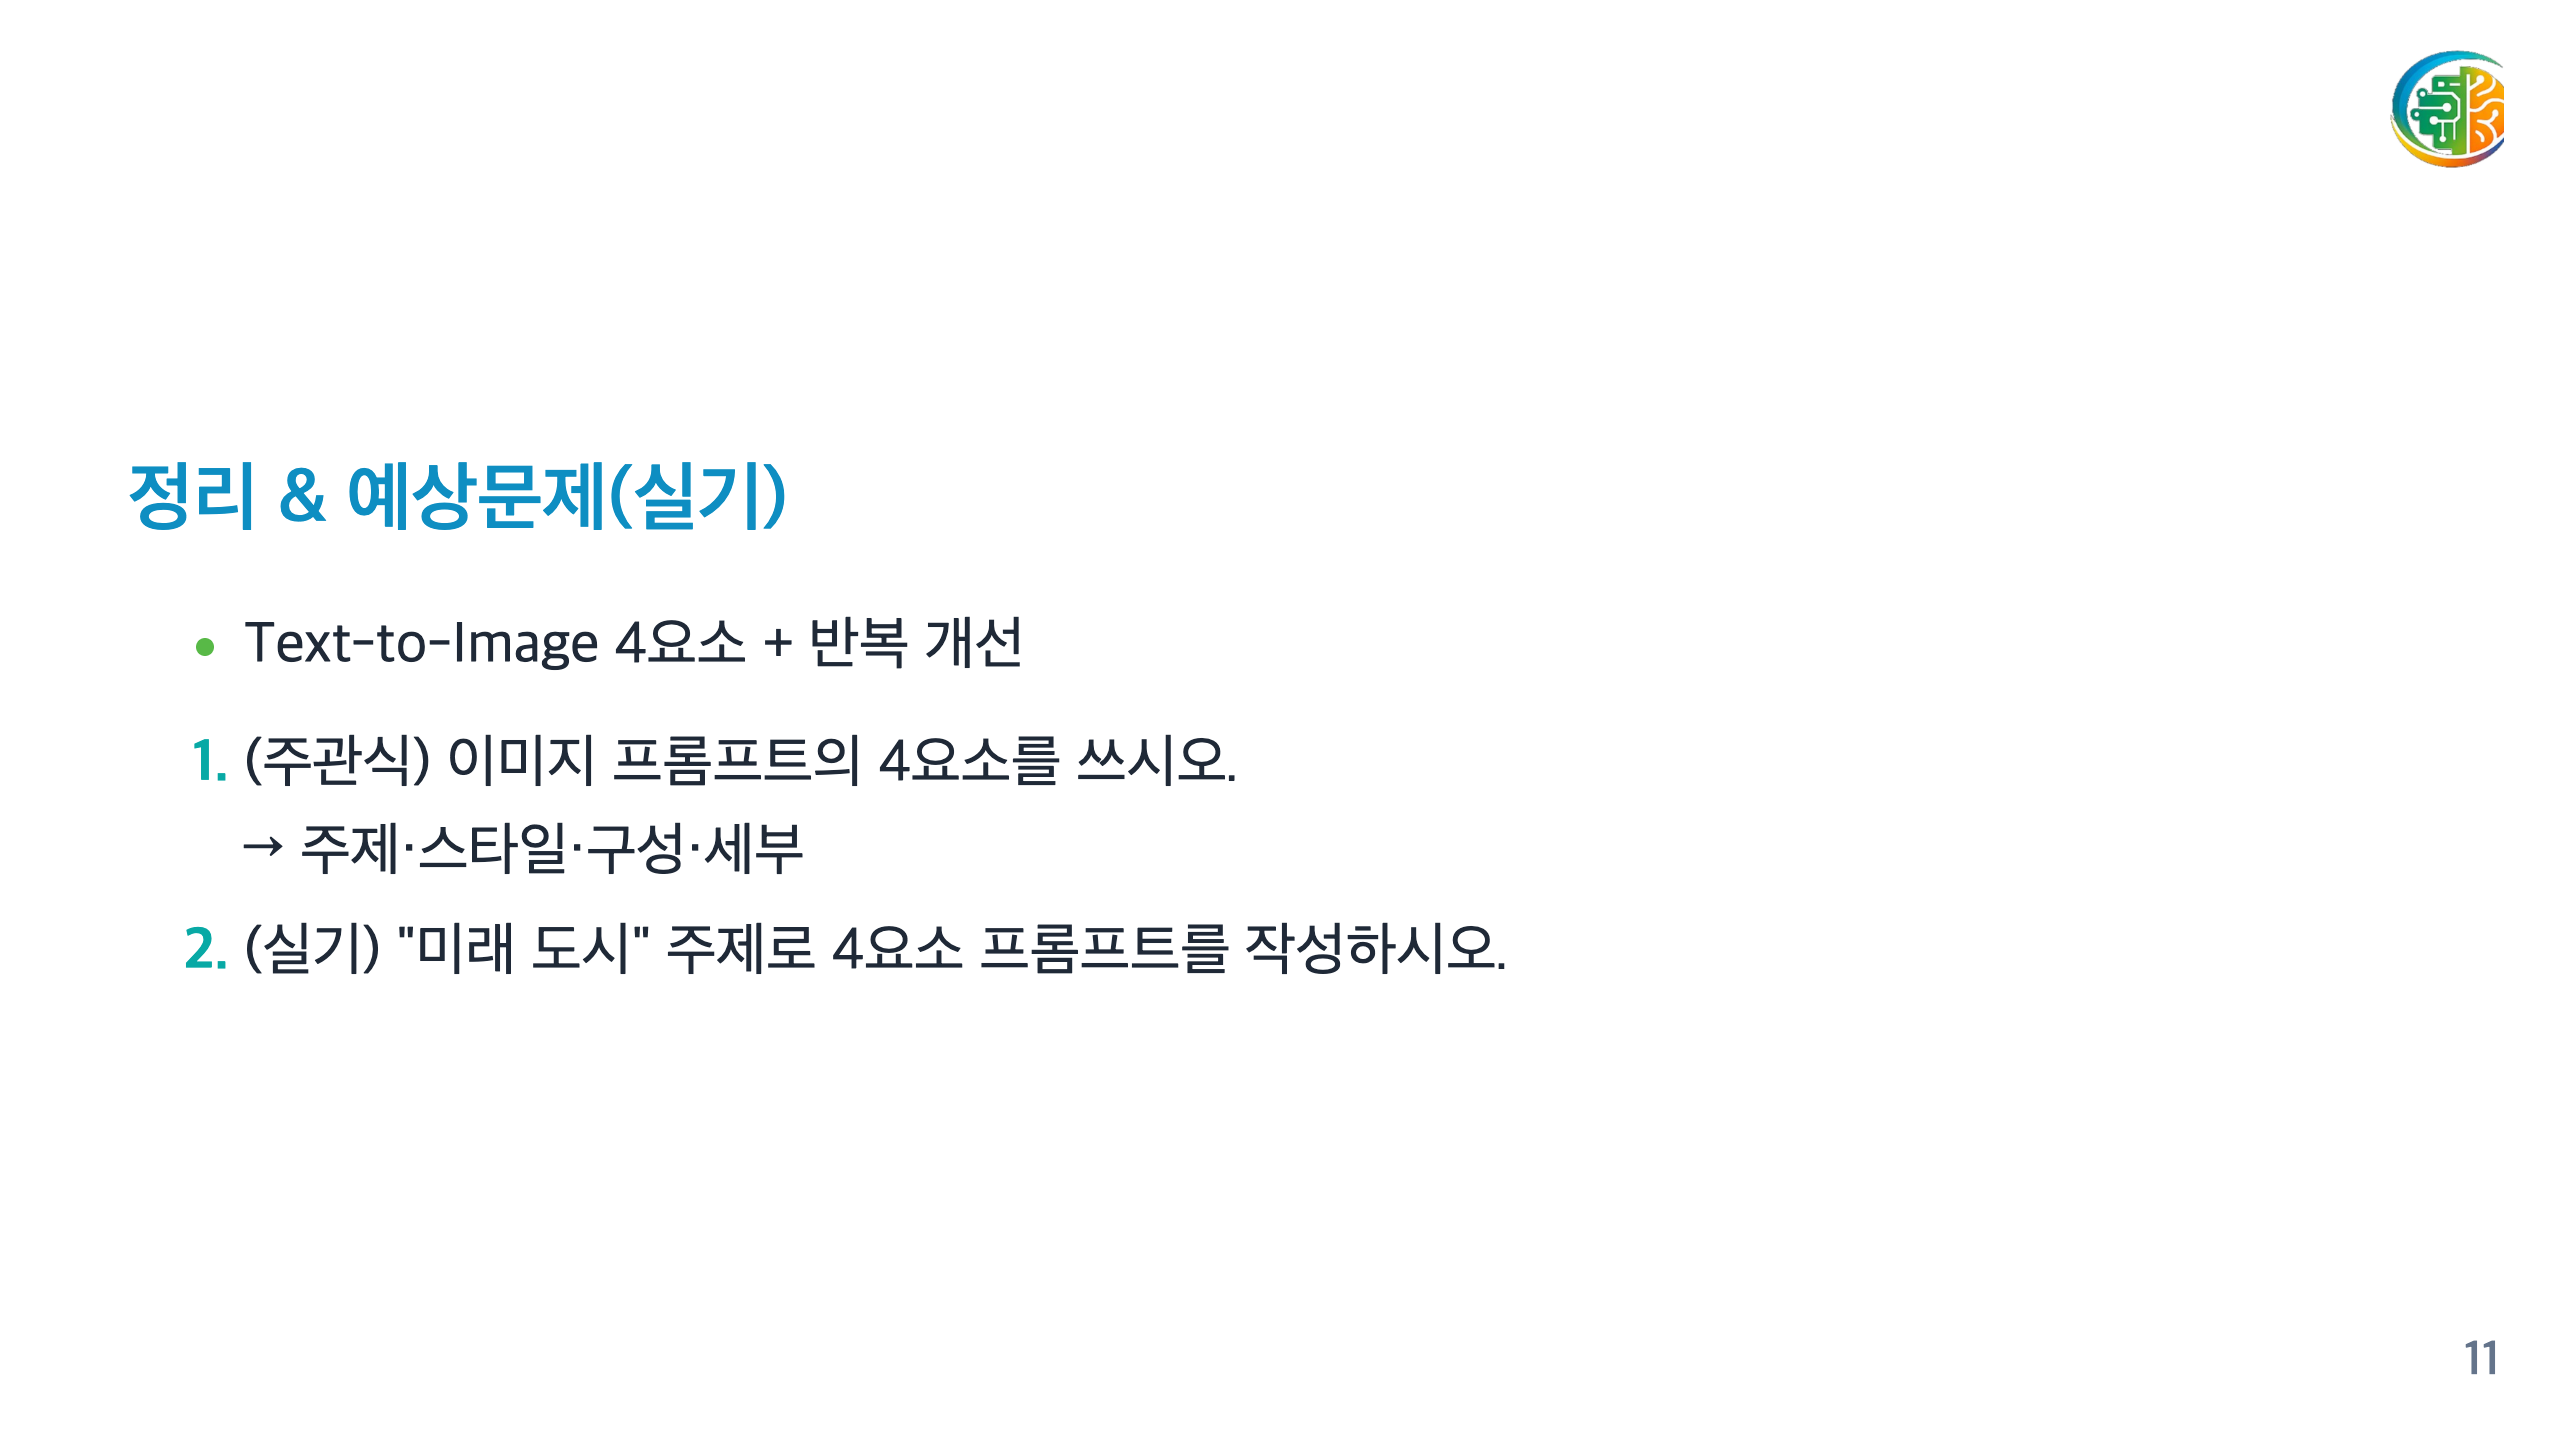 정리 & 예상문제(실기)
• Text-to-Image 4요소 + 반복 개선
1. (주관식) 이미지 프롬프트의 4요소를 쓰시오.
→ 주제·스타일·구성·세부
2. (실기) "미래 도시" 주제로 4요소 프롬프트를 작성하시오.
11